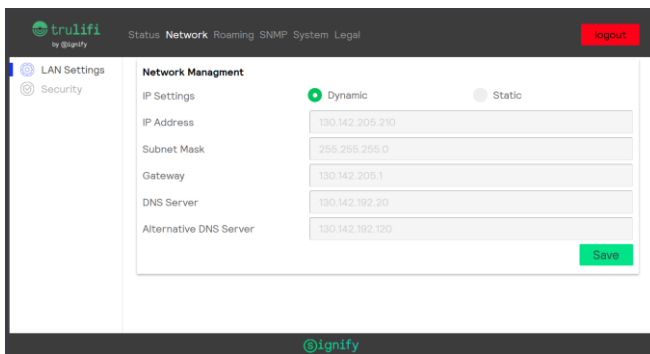 trulifi
by Signify
Status Network Roaming SNMP System Legal
logout
LAN Settings
Security
Network Managment
IP Settings Dynamic Static
IP Address 130.142.205.210
Subnet Mask 255.255.255.0
Gateway 130.142.205.1
DNS Server 130.142.192.20
Alternative DNS Server 130.142.192.120
Save
Signify